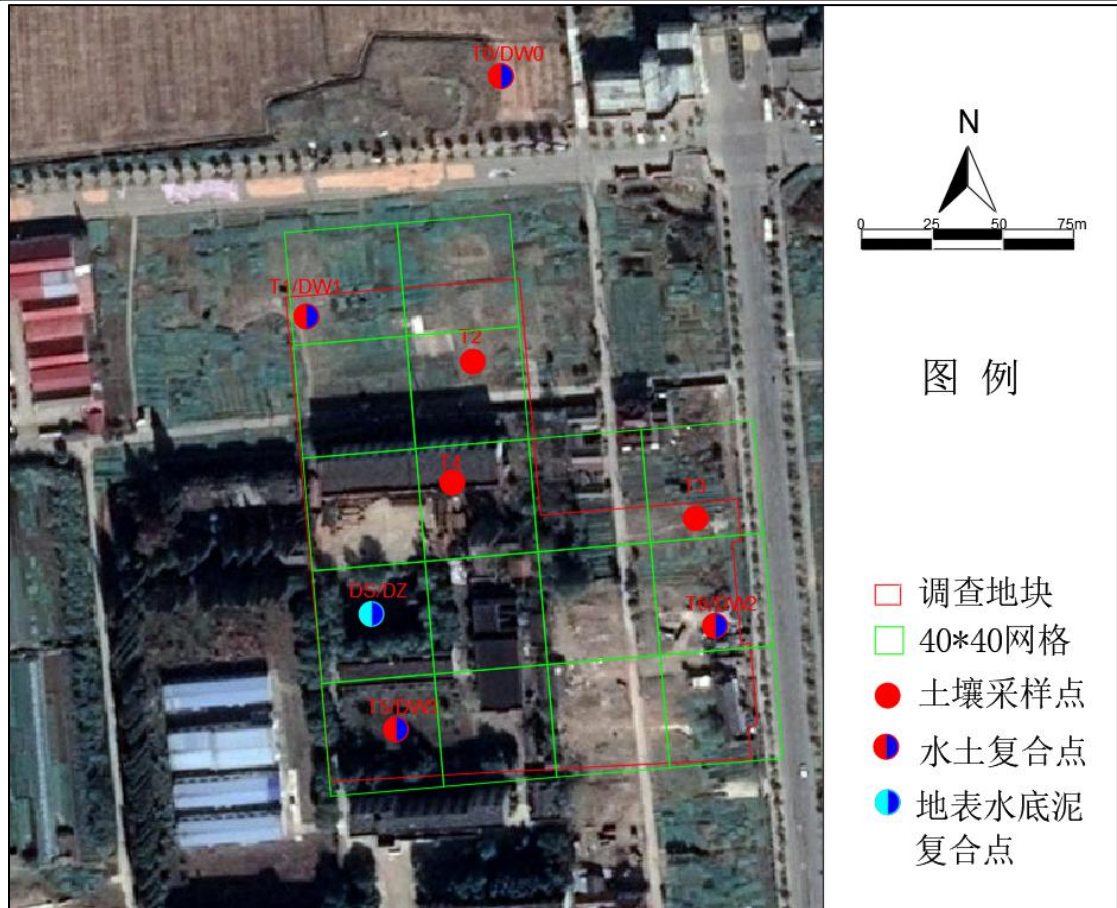 T0/DW0
N
0 25 50 75m
T1/DW1
T2
图 例
T4
T3
DS/DZ
T6/DW2
调查地块
40*40网格
土壤采样点
T5/DW3
水土复合点
地表水底泥
复合点